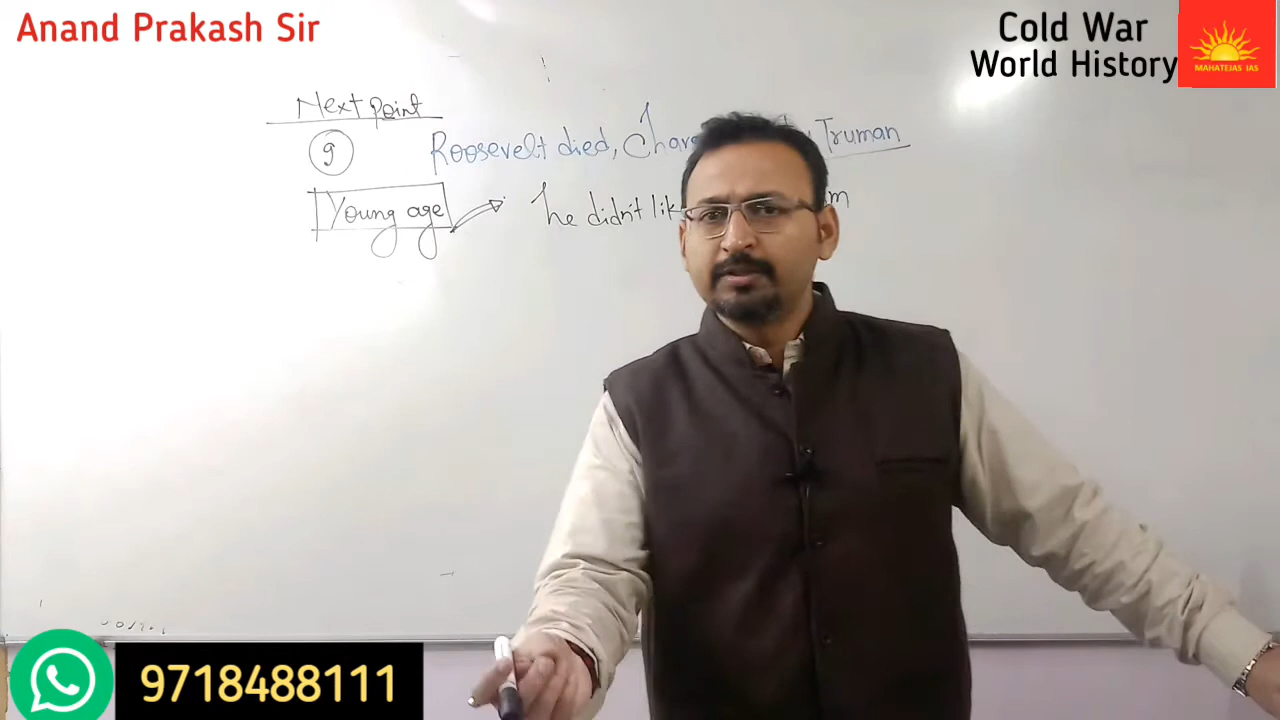 Anand Prakash Sir
Cold War
World History
MAHATEJAS IAS
Next point
9 Roosevelt died, Truman
Young age he didn't
9718488111